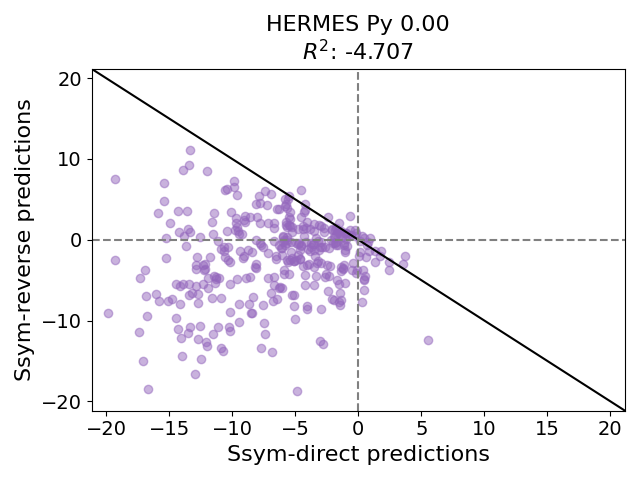 HERMES Py 0.00
R²: -4.707
Ssym-reverse predictions
20
10
0
−10
−20
−20 −15 −10 −5 0 5 10 15 20
Ssym-direct predictions